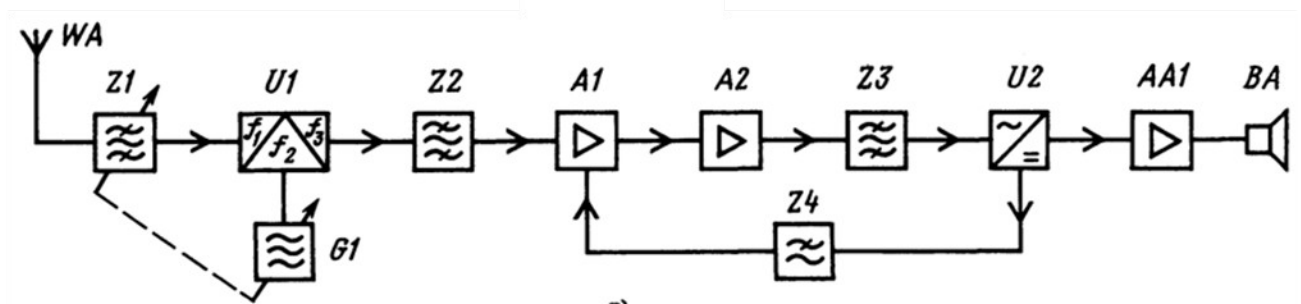 WA
Z1 U1 Z2 A1 A2 Z3 U2 AA1 BA
f1 f2 f3
~
=
Z4
G1